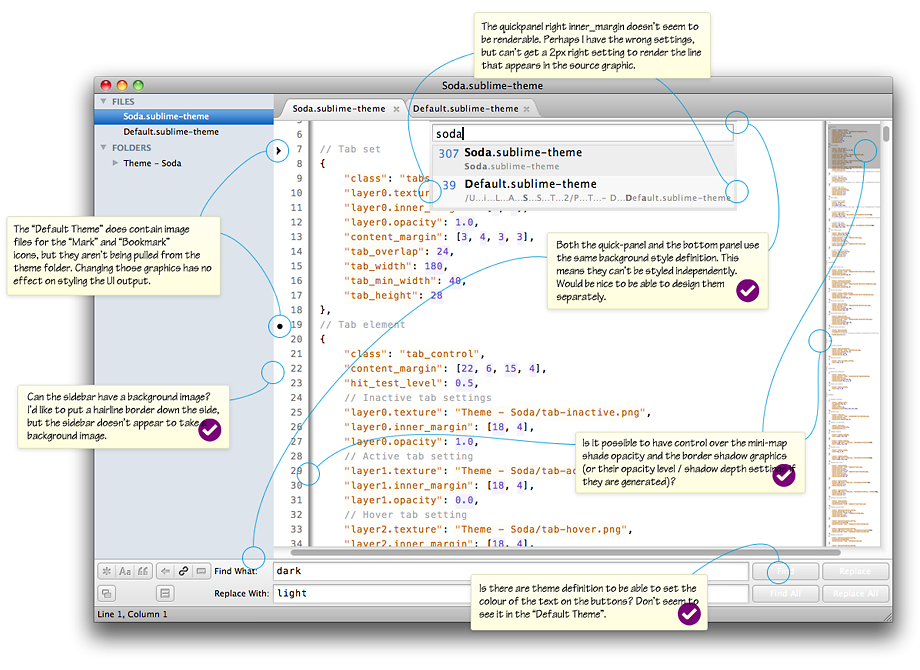 The quickpanel right inner_margin doesn't seem to
be renderable. Perhaps I have the wrong settings,
but can't get a 2px right setting to render the line
that appears in the source graphic.
Soda.sublime-theme
FILES
Soda.sublime-theme
Default.sublime-theme
FOLDERS
Theme - Soda
Soda.sublime-theme ×
Default.sublime-theme ×
soda
307 Soda.sublime-theme
Soda.sublime-theme
39 Default.sublime-theme
/U…i…L…A…S…S…T…2/P…T…- D…Default.sublime-theme
5
6
7 // Tab set
8 {
9 "class": "tabs
10 "layer0.textur
11 "layer0.inner_
12 "layer0.opacity": 1.0,
13 "content_margin": [3, 4, 3, 3],
14 "tab_overlap": 24,
15 "tab_width": 180,
16 "tab_min_width": 40,
17 "tab_height": 28
18 },
19 // Tab element
20 {
21 "class": "tab_control",
22 "content_margin": [22, 6, 15, 4],
23 "hit_test_level": 0.5,
24 // Inactive tab settings
25 "layer0.texture": "Theme - Soda/tab-inactive.png",
26 "layer0.inner_margin": [18, 4],
27 "layer0.opacity": 1.0,
28 // Active tab setting
29 "layer1.texture": "Theme - Soda/tab-ac
30 "layer1.inner_margin": [18, 4],
31 "layer1.opacity": 0.0,
32 // Hover tab setting
33 "layer2.texture": "Theme - Soda/tab-hover.png",
34 "layer2.inner_margin": [18, 4],
The "Default Theme" does contain image
files for the "Mark" and "Bookmark"
icons, but they aren't being pulled from the
theme folder. Changing those graphics has no
effect on styling the UI output.
Both the quick-panel and the bottom panel use
the same background style definition. This
means they can't be styled independently.
Would be nice to be able to design them
separately.
Can the sidebar have a background image?
I'd like to put a hairline border down the side,
but the sidebar doesn't appear to take a
background image.
Is it possible to have control over the mini-map
shade opacity and the border shadow graphics
(or their opacity level / shadow depth settings if
they are generated)?
Aa
Find What: dark
Find
Replace
Replace With: light
Find All
Replace All
Is there are theme definition to be able to set the
colour of the text on the buttons? Don't seem to
see it in the "Default Theme".
Line 1, Column 1